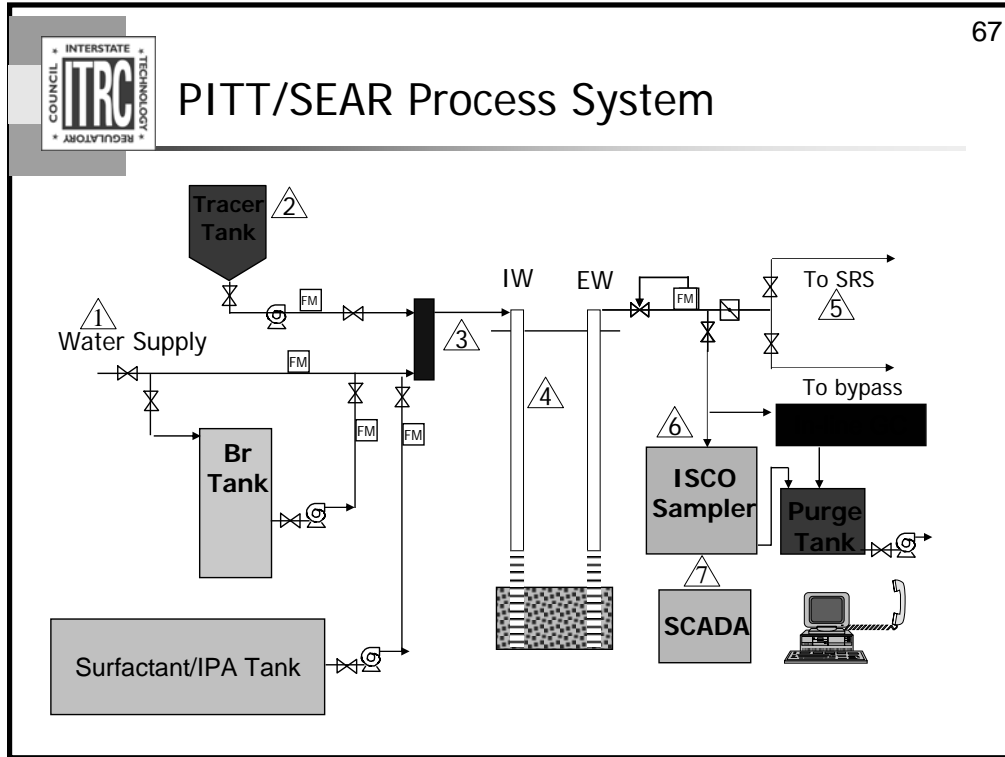 67
INTERSTATE
COUNCIL
ITRC
TECHNOLOGY
REGULATORY
PITT/SEAR Process System
Tracer
Tank
2
FM
IW
EW
FM
To SRS
5
1
Water Supply
3
FM
To bypass
4
FM
FM
6
Br
Tank
ISCO
Sampler
Purge
Tank
7
SCADA
Surfactant/IPA Tank